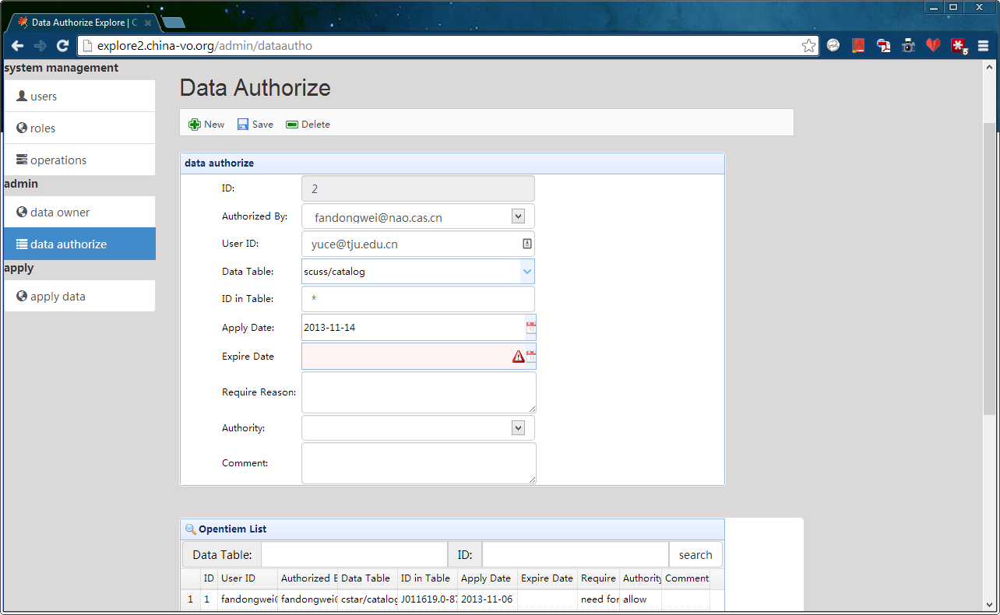 Data Authorize Explore | C
explore2.china-vo.org/admin/dataautho
5
system management
users
roles
operations
admin
data owner
data authorize
apply
apply data
Data Authorize
New Save Delete
data authorize
ID: 2
Authorized By: fandongwei@nao.cas.cn
User ID: yuce@tju.edu.cn
Data Table: scuss/catalog
ID in Table: *
Apply Date: 2013-11-14
Expire Date
Require Reason:
Authority:
Comment:
Opentiem List
Data Table: ID: search
ID User ID Authorized E Data Table ID in Table Apply Date Expire Date Require Authority Comment
1 1 fandongwei@ fandongwei@ cstar/catalog J011619.0-87 2013-11-06 need for allow